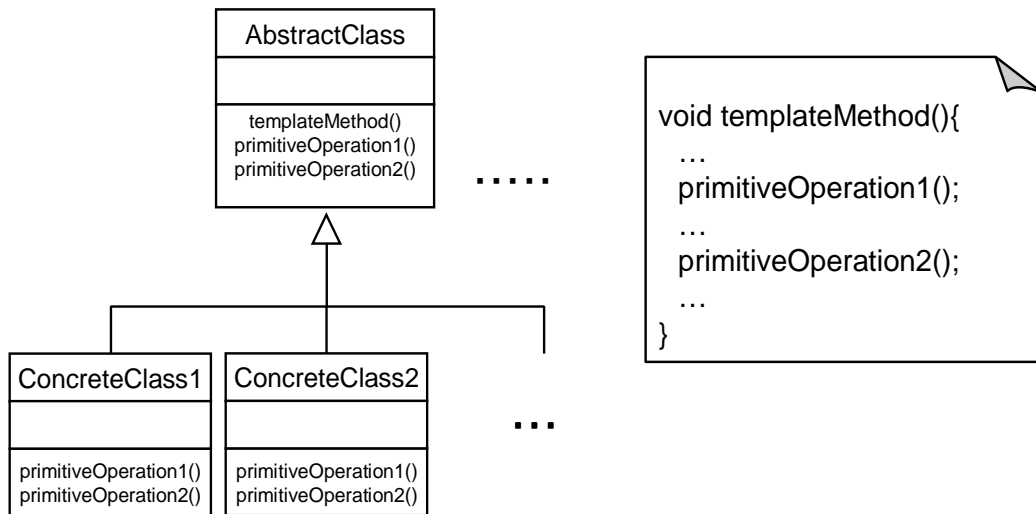 AbstractClass
templateMethod()
primitiveOperation1()
primitiveOperation2()
.....
void templateMethod(){
...
primitiveOperation1();
...
primitiveOperation2();
...
}
ConcreteClass1
primitiveOperation1()
primitiveOperation2()
ConcreteClass2
primitiveOperation1()
primitiveOperation2()
...